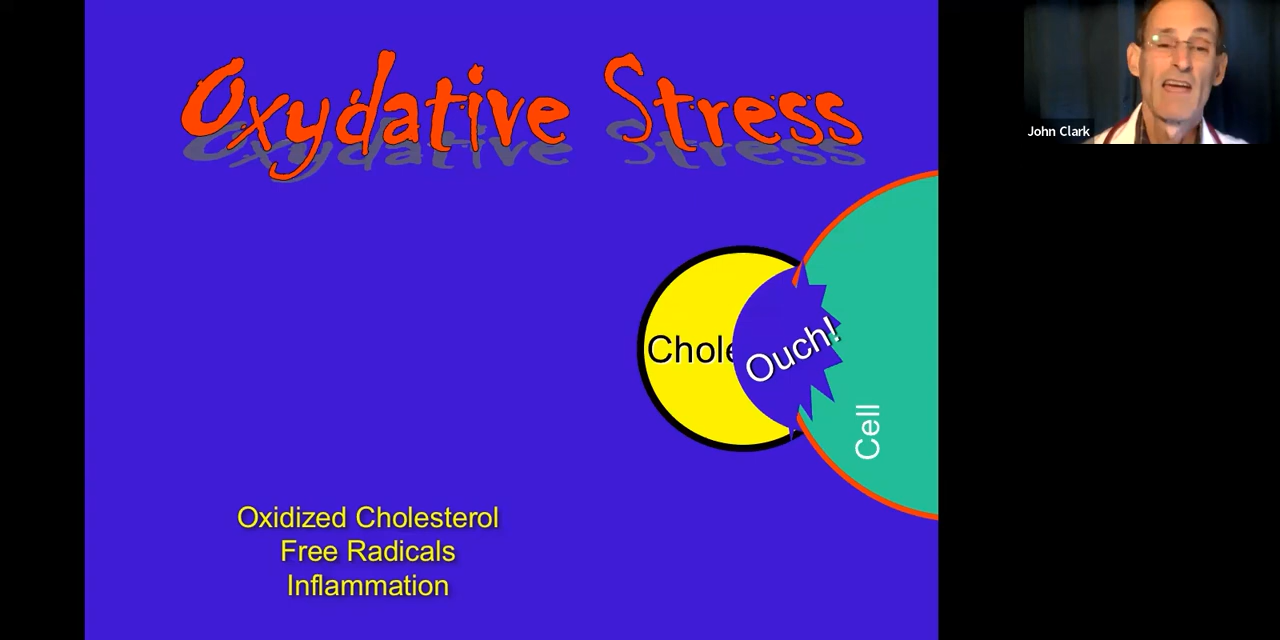 Oxydative Stress
John Clark
Chole
Ouch!
Cell
Oxidized Cholesterol
Free Radicals
Inflammation